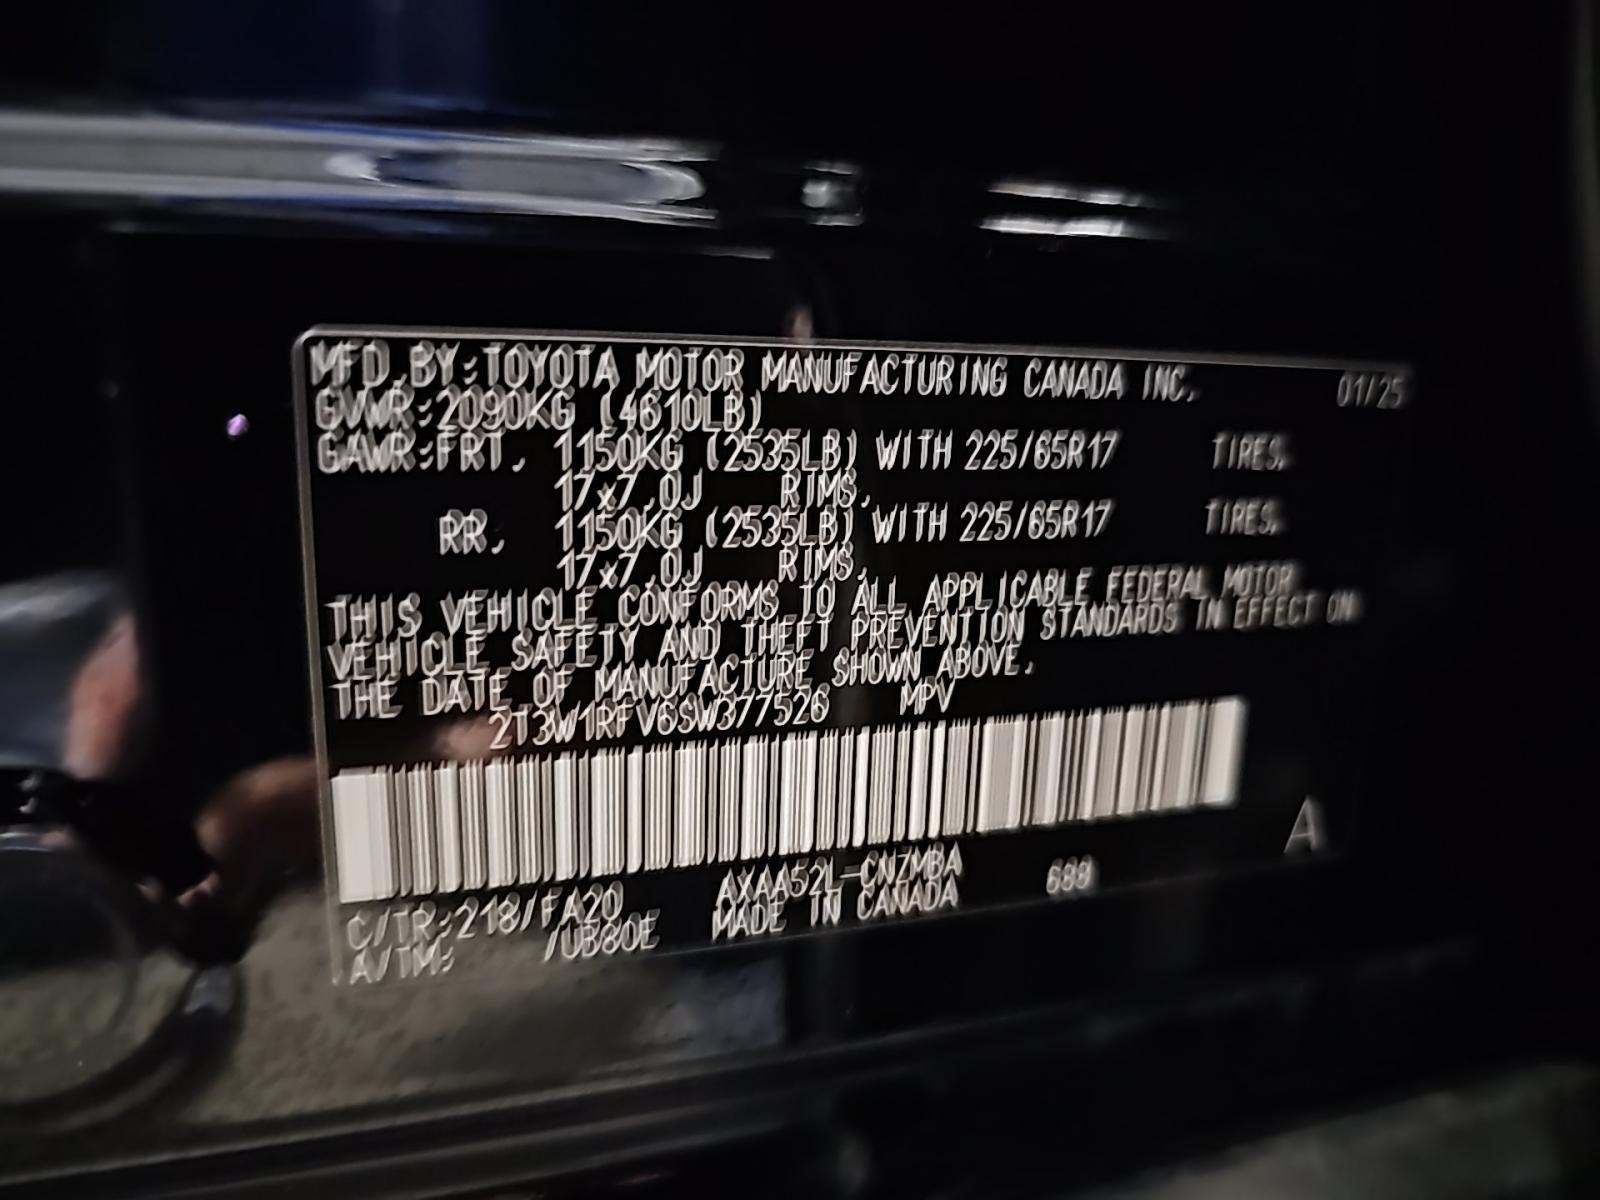 MFD.BY:TOYOTA MOTOR MANUFACTURING CANADA INC. 01/25
GVWR:2090KG (4610LB)
GAWR:FRT. 1150KG (2535LB) WITH 225/65R17 TIRES,
17x7.0J RIMS,
RR. 1150KG (2535LB) WITH 225/65R17 TIRES,
17x7.0J RIMS,
THIS VEHICLE CONFORMS TO ALL APPLICABLE FEDERAL MOTOR
VEHICLE SAFETY AND THEFT PREVENTION STANDARDS IN EFFECT ON
THE DATE OF MANUFACTURE SHOWN ABOVE.
2T3W1RFV6SW377526 MPV
A
C/TR:218/FA20 AXAA52L-CNZMBA 688
A/TM: /UB80E MADE IN CANADA